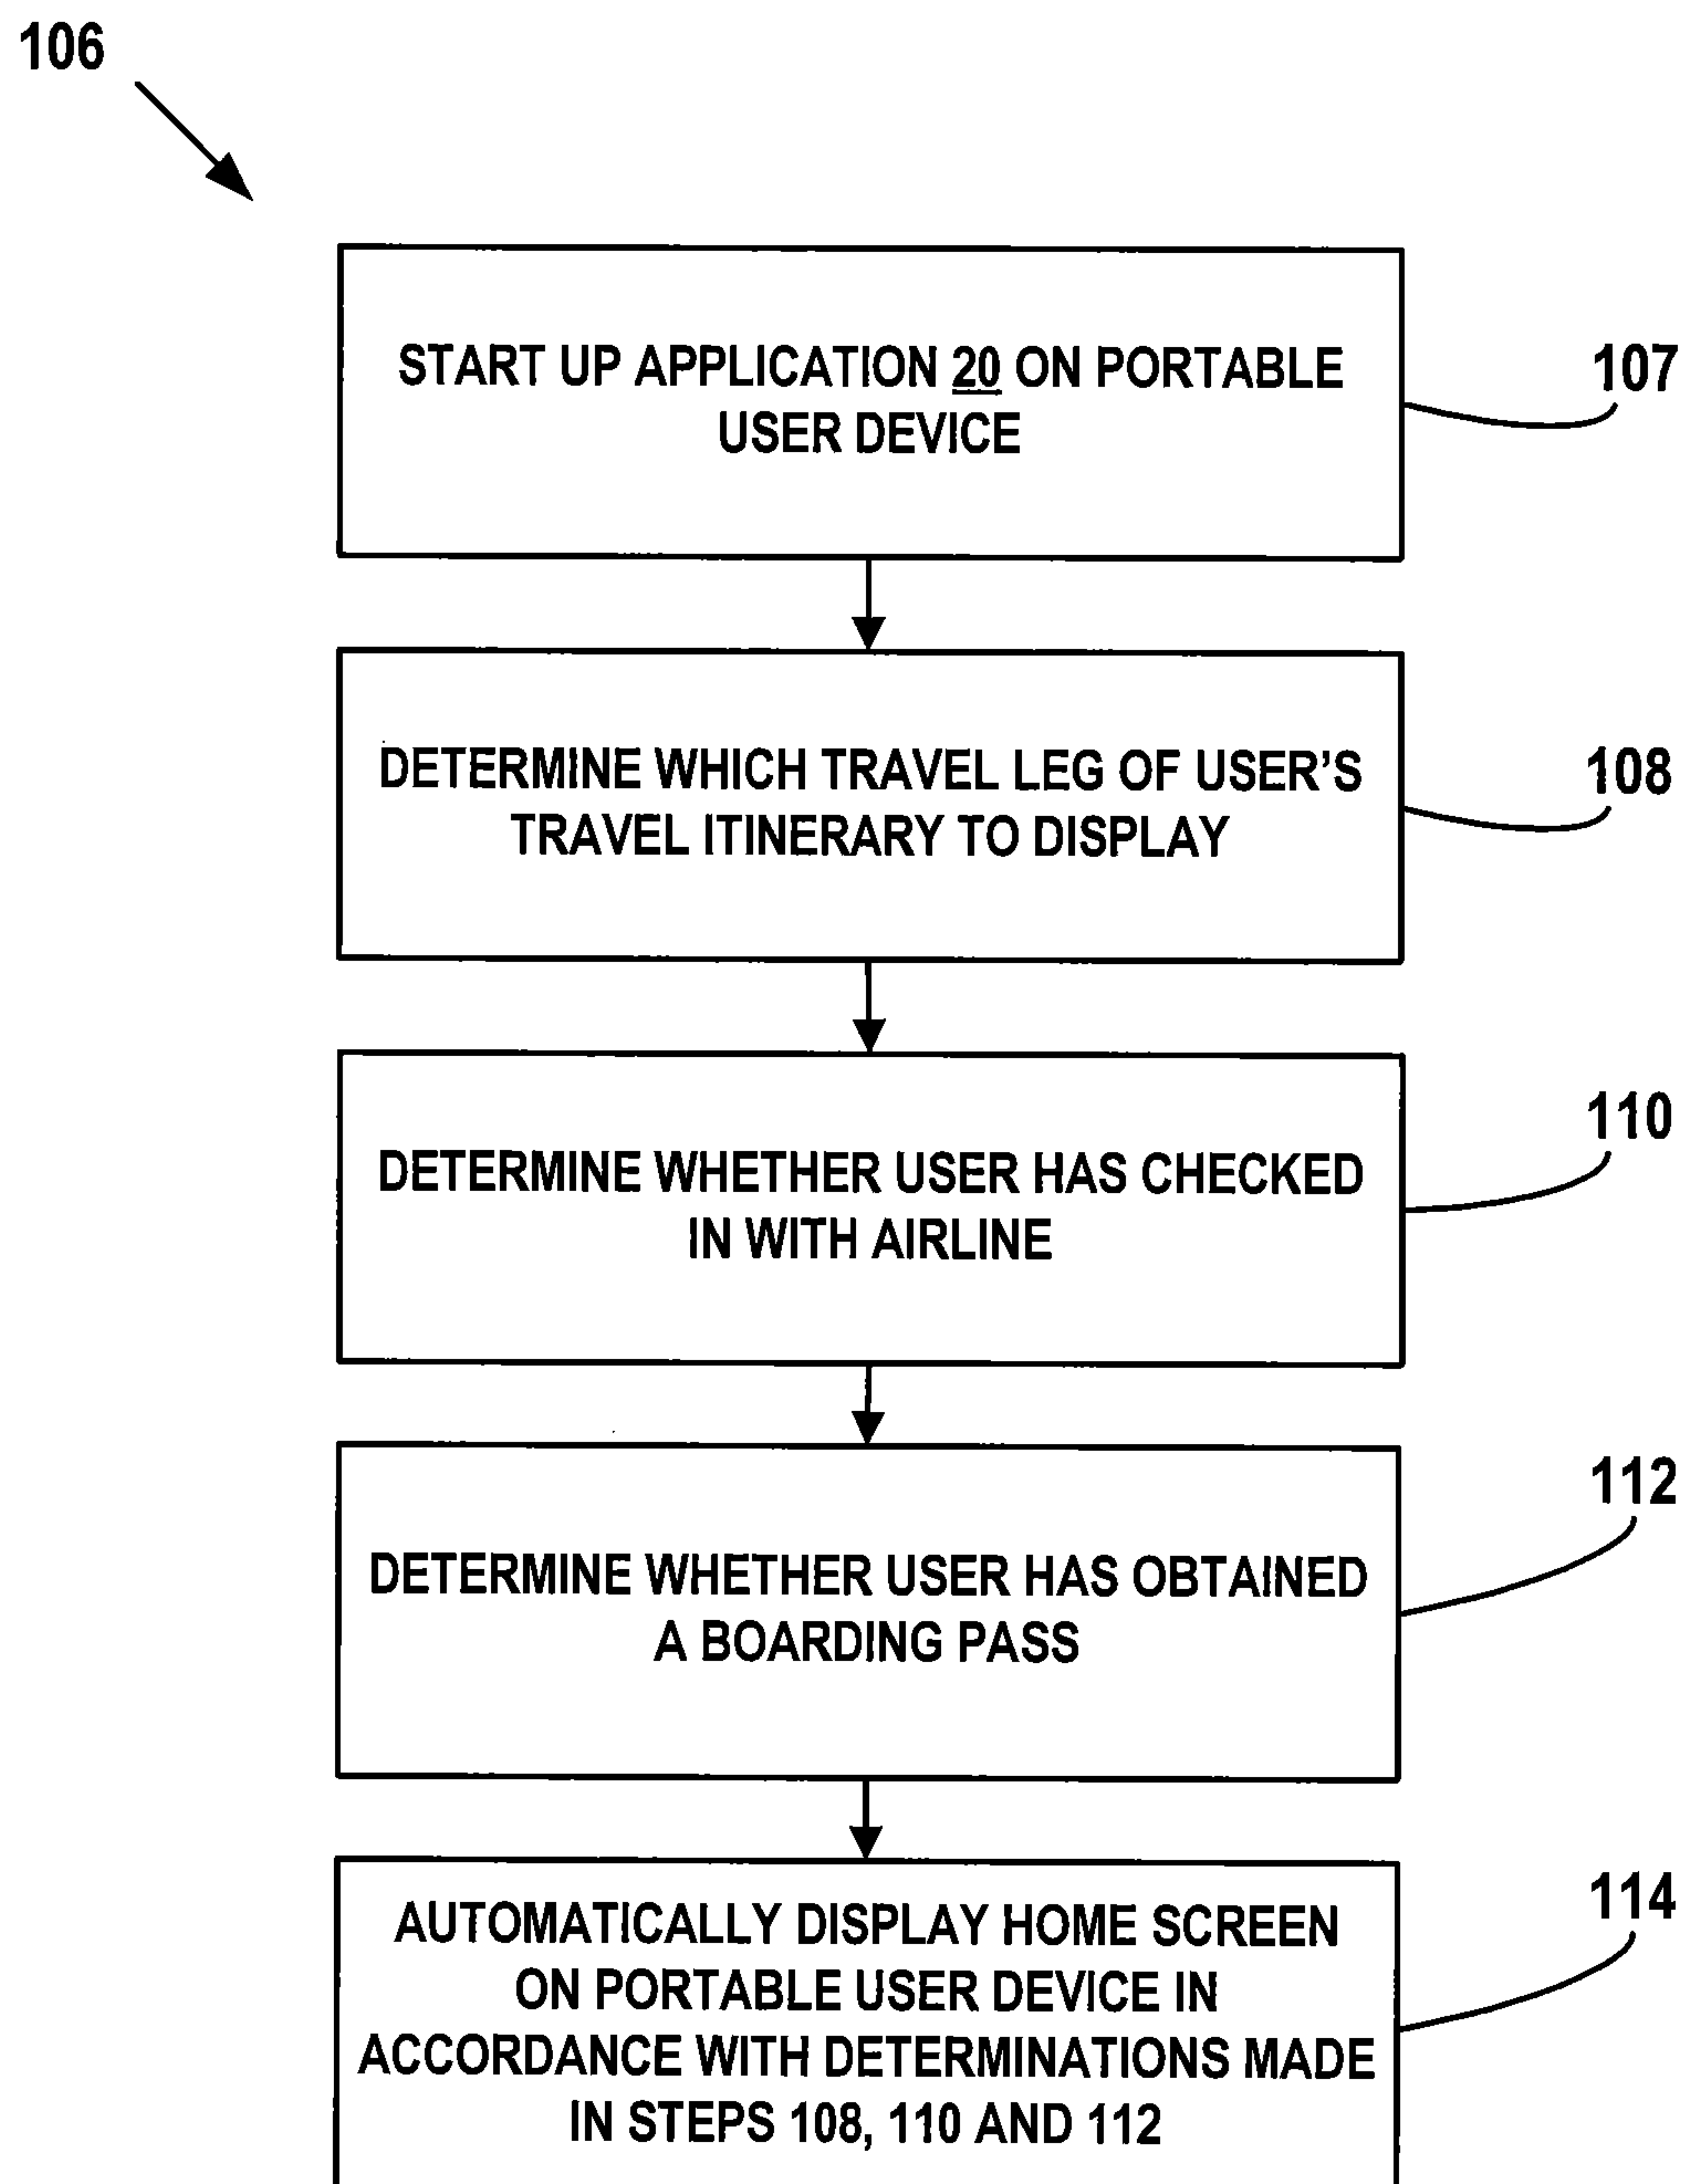 106
START UP APPLICATION 20 ON PORTABLE
USER DEVICE
107
DETERMINE WHICH TRAVEL LEG OF USER'S
TRAVEL ITINERARY TO DISPLAY
108
DETERMINE WHETHER USER HAS CHECKED
IN WITH AIRLINE
110
DETERMINE WHETHER USER HAS OBTAINED
A BOARDING PASS
112
AUTOMATICALLY DISPLAY HOME SCREEN
ON PORTABLE USER DEVICE IN
ACCORDANCE WITH DETERMINATIONS MADE
IN STEPS 108, 110 AND 112
114